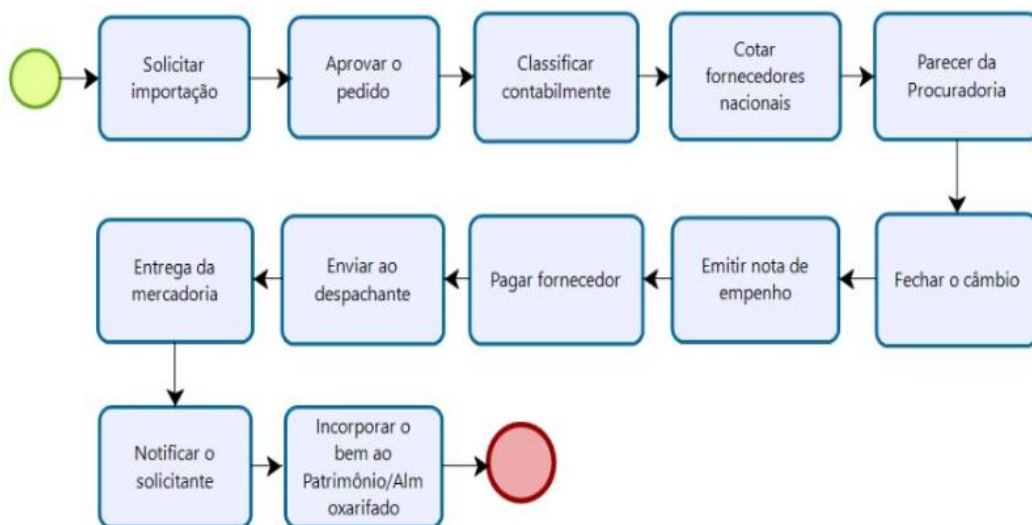 Solicitar
importação
Aprovar o
pedido
Classificar
contabilmente
Cotar
fornecedores
nacionais
Parecer da
Procuradoria
Fechar o câmbio
Emitir nota de
empenho
Pagar fornecedor
Enviar ao
despachante
Entrega da
mercadoria
Notificar o
solicitante
Incorporar o
bem ao
Patrimônio/Alm
oxarifado